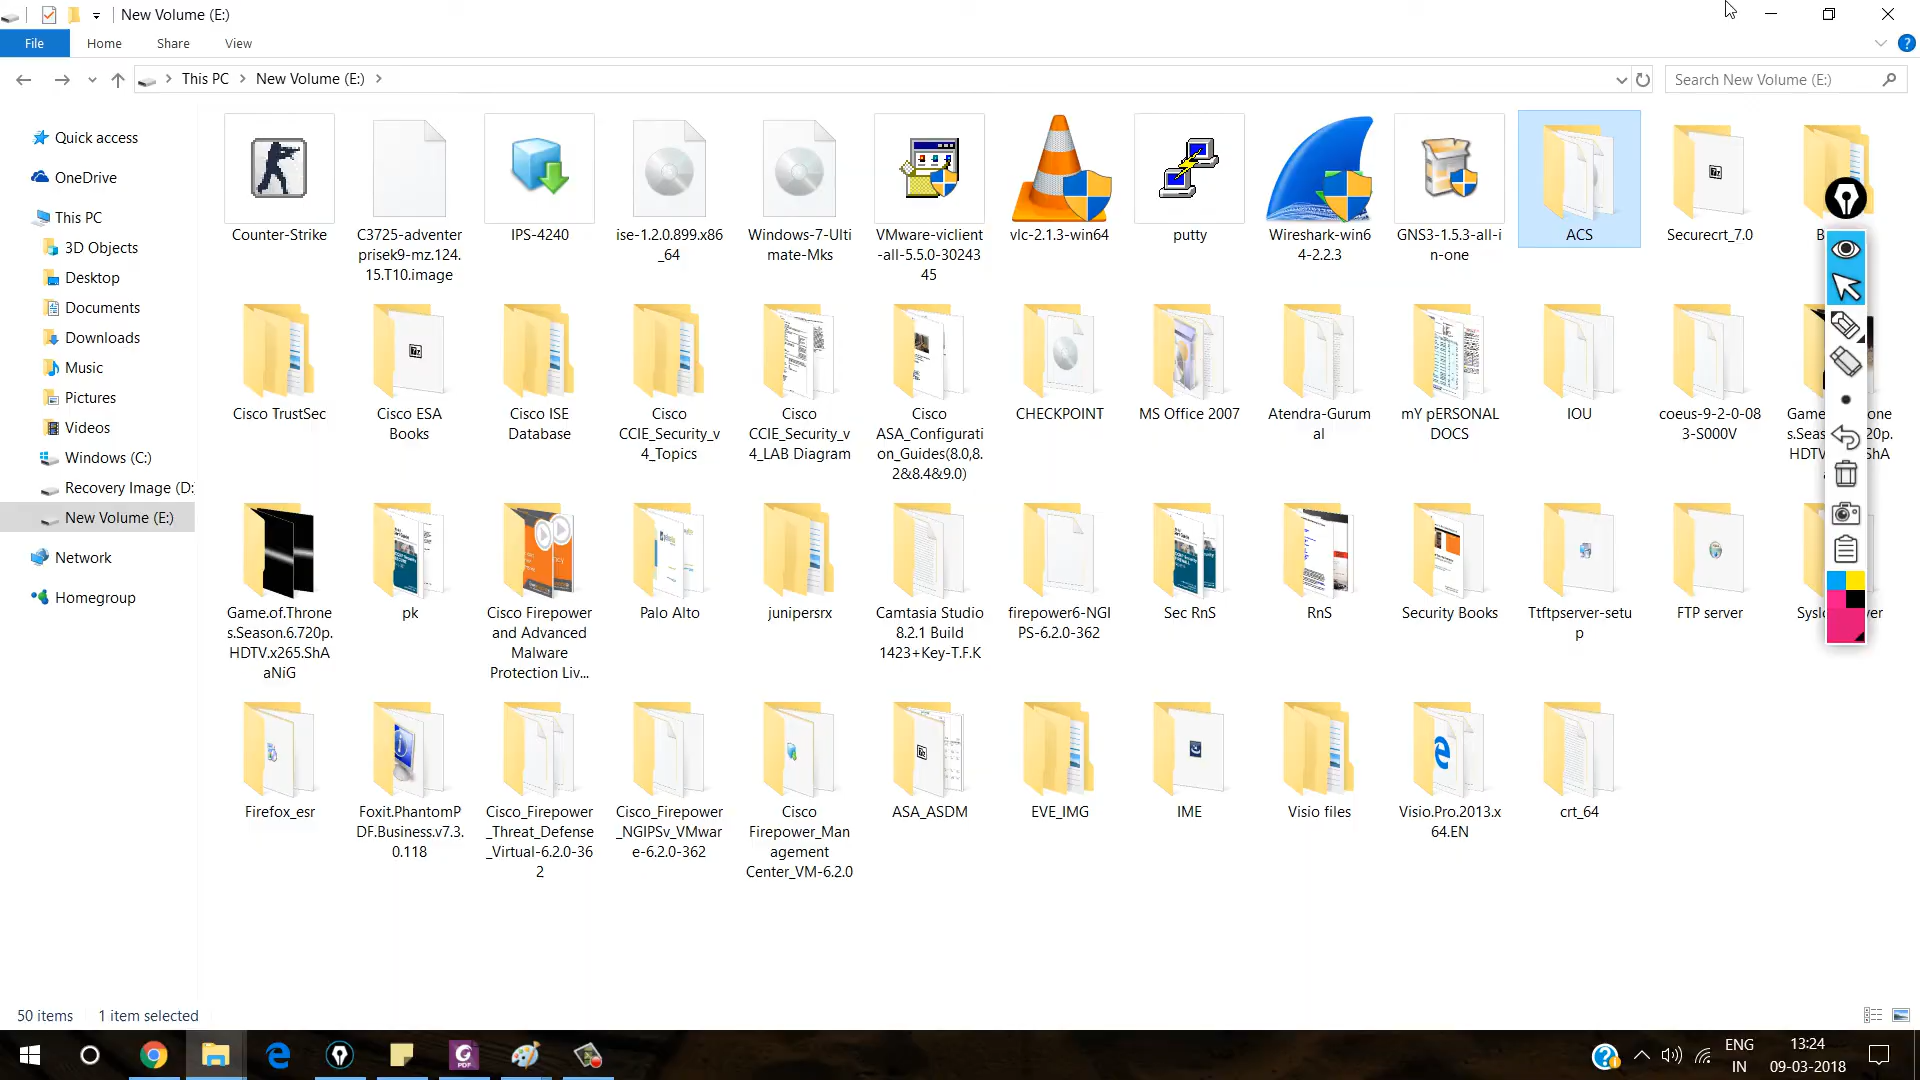 New Volume (E:)
File
Home
Share
View
This PC
New Volume (E:)
Search New Volume (E:)
Quick access
OneDrive
This PC
3D Objects
Desktop
Documents
Downloads
Music
Pictures
Videos
Windows (C:)
Recovery Image (D:
New Volume (E:)
Network
Homegroup
Counter-Strike
C3725-adventer
prisek9-mz.124.
15.T10.image
IPS-4240
ise-1.2.0.899.x86
_64
Windows-7-Ulti
mate-Mks
VMware-viclient
-all-5.5.0-30243
45
vlc-2.1.3-win64
putty
Wireshark-win6
4-2.2.3
GNS3-1.5.3-all-i
n-one
ACS
Securecrt_7.0
B
Cisco TrustSec
Cisco ESA
Books
Cisco ISE
Database
Cisco
CCIE_Security_v
4_Topics
Cisco
CCIE_Security_v
4_LAB Diagram
Cisco
ASA_Configurati
on_Guides(8.0,8.
2&8.4&9.0)
CHECKPOINT
MS Office 2007
Atendra-Gurum
al
mY pERSONAL
DOCS
IOU
coeus-9-2-0-08
3-S000V
Game one
s.Seas 20p.
HDTV ShA
Game.of.Throne
s.Season.6.720p.
HDTV.x265.ShA
aNiG
pk
Cisco Firepower
and Advanced
Malware
Protection Liv...
Palo Alto
junipersrx
Camtasia Studio
8.2.1 Build
1423+Key-T.F.K
firepower6-NGI
PS-6.2.0-362
Sec RnS
RnS
Security Books
Ttftpserver-setu
p
FTP server
Syslo er
Firefox_esr
Foxit.PhantomP
DF.Business.v7.3.
0.118
Cisco_Firepower
_Threat_Defense
_Virtual-6.2.0-36
2
Cisco_Firepower
_NGIPSv_VMwar
e-6.2.0-362
Cisco
Firepower_Man
agement
Center_VM-6.2.0
ASA_ASDM
EVE_IMG
IME
Visio files
Visio.Pro.2013.x
64.EN
crt_64
50 items
1 item selected
ENG
IN
13:24
09-03-2018